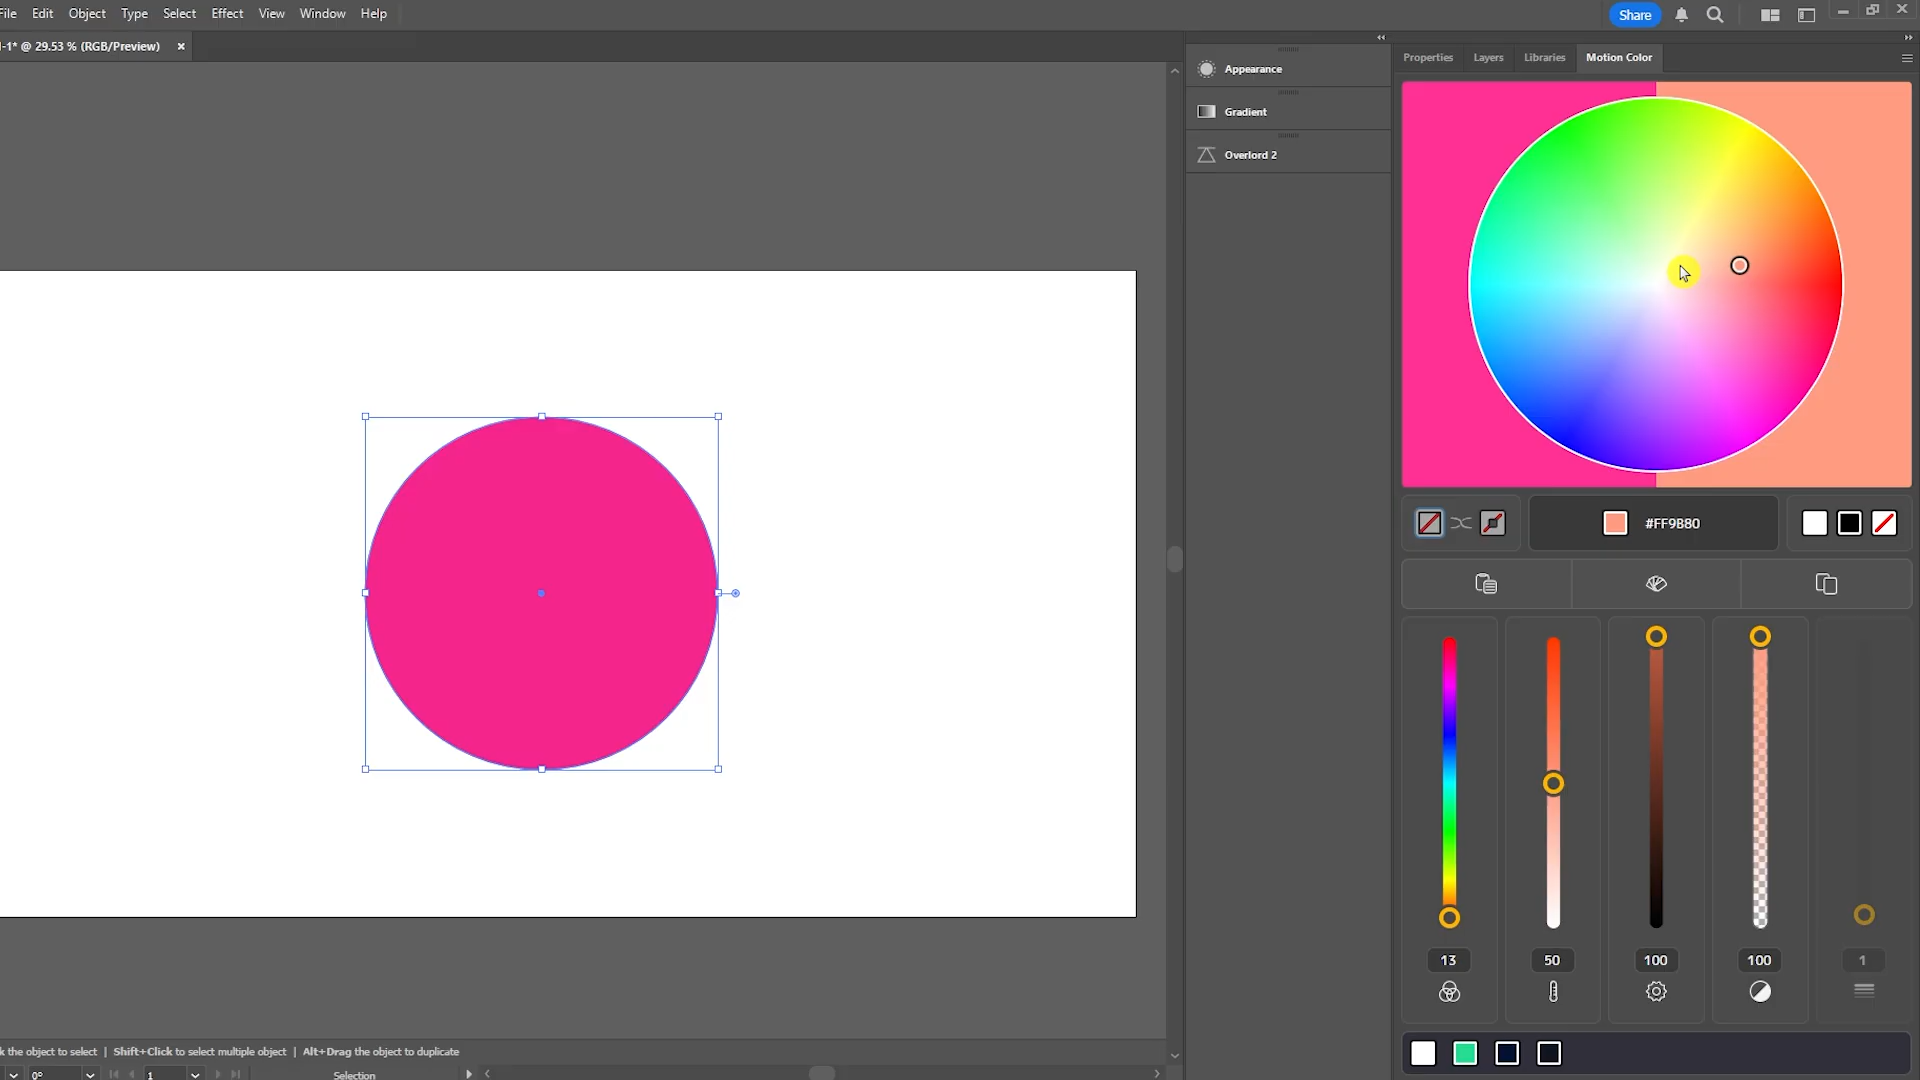 File Edit Object Type Select Effect View Window Help
Share
-1* @ 29.53 % (RGB/Preview) ×
Appearance
Gradient
Overlord 2
Properties Layers Libraries Motion Color
#FF9B80
13 50 100 100 1
k the object to select | Shift+Click to select multiple objects | Alt+Drag the object to duplicate
0° 1 Selection